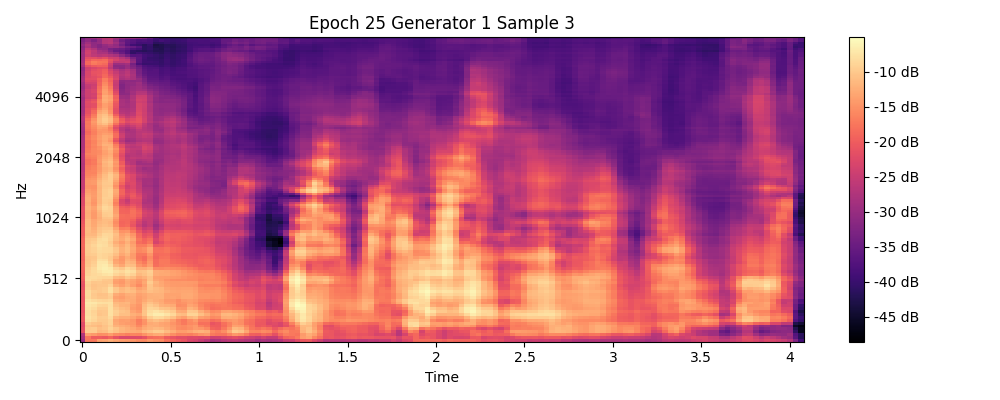 Epoch 25 Generator 1 Sample 3
Hz
4096
2048
1024
512
0
0
0.5
1
1.5
2
2.5
3
3.5
4
Time
-10 dB
-15 dB
-20 dB
-25 dB
-30 dB
-35 dB
-40 dB
-45 dB